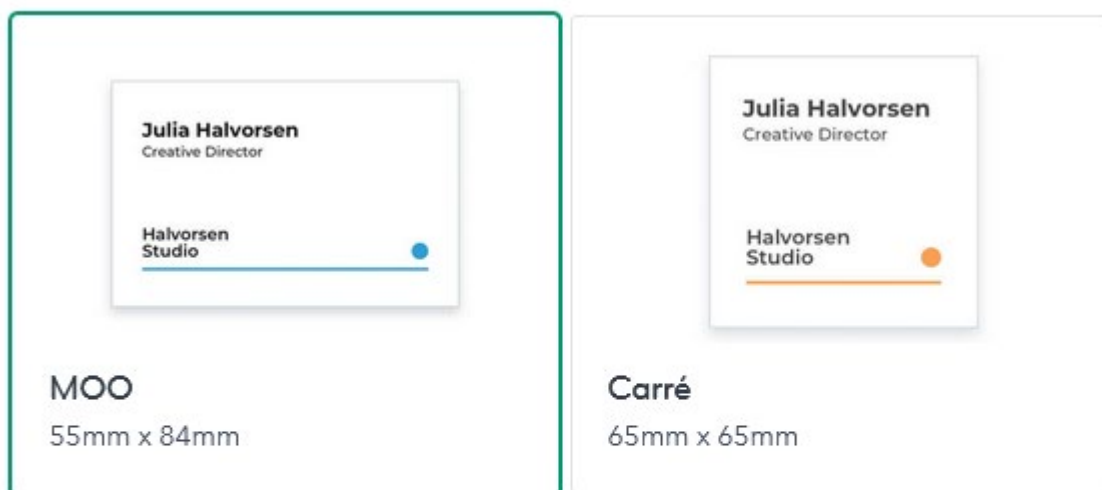 Julia Halvorsen
Creative Director
Halvorsen
Studio
MOO
55mm x 84mm
Julia Halvorsen
Creative Director
Halvorsen
Studio
Carré
65mm x 65mm